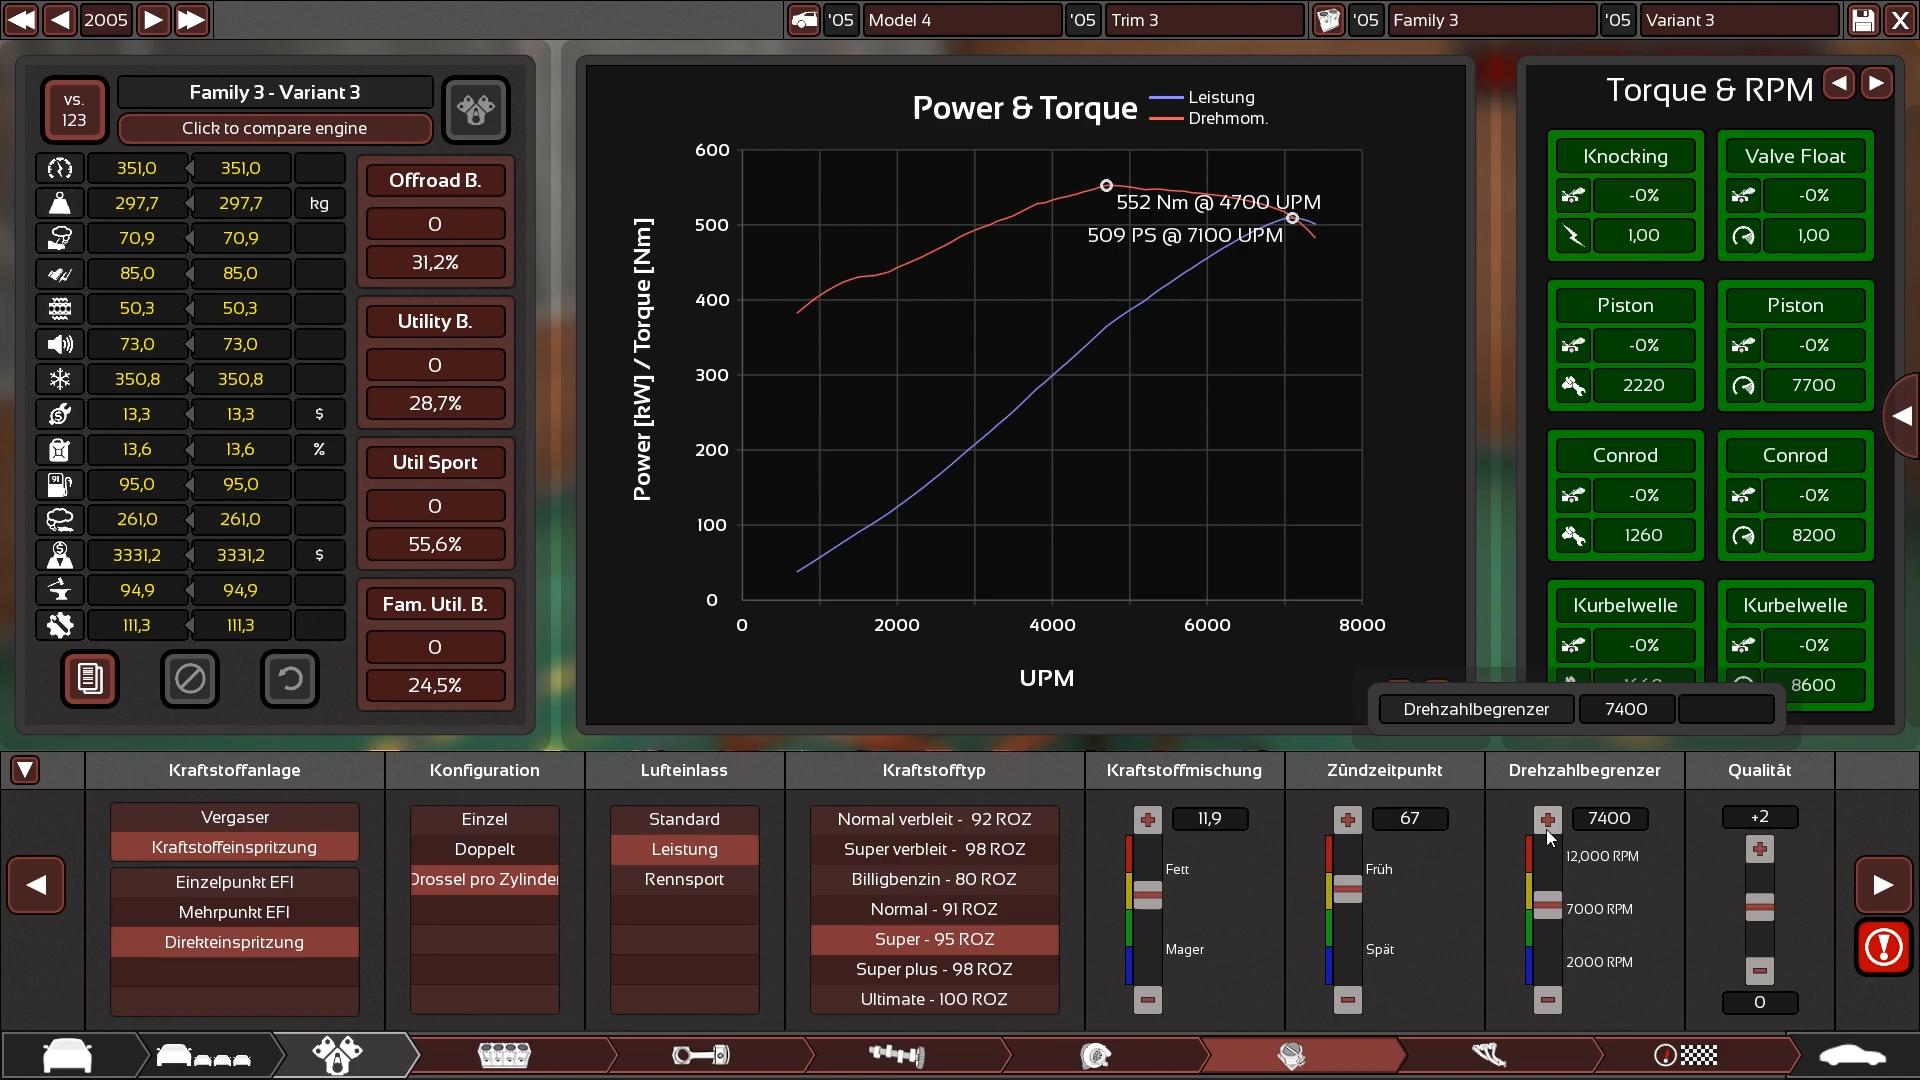 2005
'05
Model 4
'05
Trim 3
'05
Family 3
'05
Variant 3
X
vs.
123
Family 3 - Variant 3
Click to compare engine
351,0 351,0
297,7 297,7 kg
70,9 70,9
85,0 85,0
50,3 50,3
73,0 73,0
350,8 350,8
13,3 13,3 $
13,6 13,6 %
95,0 95,0
261,0 261,0
3331,2 3331,2 $
94,9 94,9
111,3 111,3
Offroad B.
0
31,2%
Utility B.
0
28,7%
Util Sport
0
55,6%
Fam. Util. B.
0
24,5%
Power & Torque
Leistung
Drehmom.
Power [kW] / Torque [Nm]
600
500
400
300
200
100
0
552 Nm @ 4700 UPM
509 PS @ 7100 UPM
0 2000 4000 6000 8000
UPM
Torque & RPM
Knocking
-0%
1,00
Valve Float
-0%
1,00
Piston
-0%
2220
Piston
-0%
7700
Conrod
-0%
1260
Conrod
-0%
8200
Kurbelwelle
-0%
Kurbelwelle
-0%
8600
Drehzahlbegrenzer 7400
Kraftstoffanlage
Vergaser
Kraftstoffeinspritzung
Einzelpunkt EFI
Mehrpunkt EFI
Direkteinspritzung
Konfiguration
Einzel
Doppelt
Drossel pro Zylinder
Lufteinlass
Standard
Leistung
Rennsport
Kraftstofftyp
Normal verbleit - 92 ROZ
Super verbleit - 98 ROZ
Billigbenzin - 80 ROZ
Normal - 91 ROZ
Super - 95 ROZ
Super plus - 98 ROZ
Ultimate - 100 ROZ
Kraftstoffmischung
11,9
Fett
Mager
Zündzeitpunkt
67
Früh
Spät
Drehzahlbegrenzer
7400
12,000 RPM
7000 RPM
2000 RPM
Qualität
+2
0